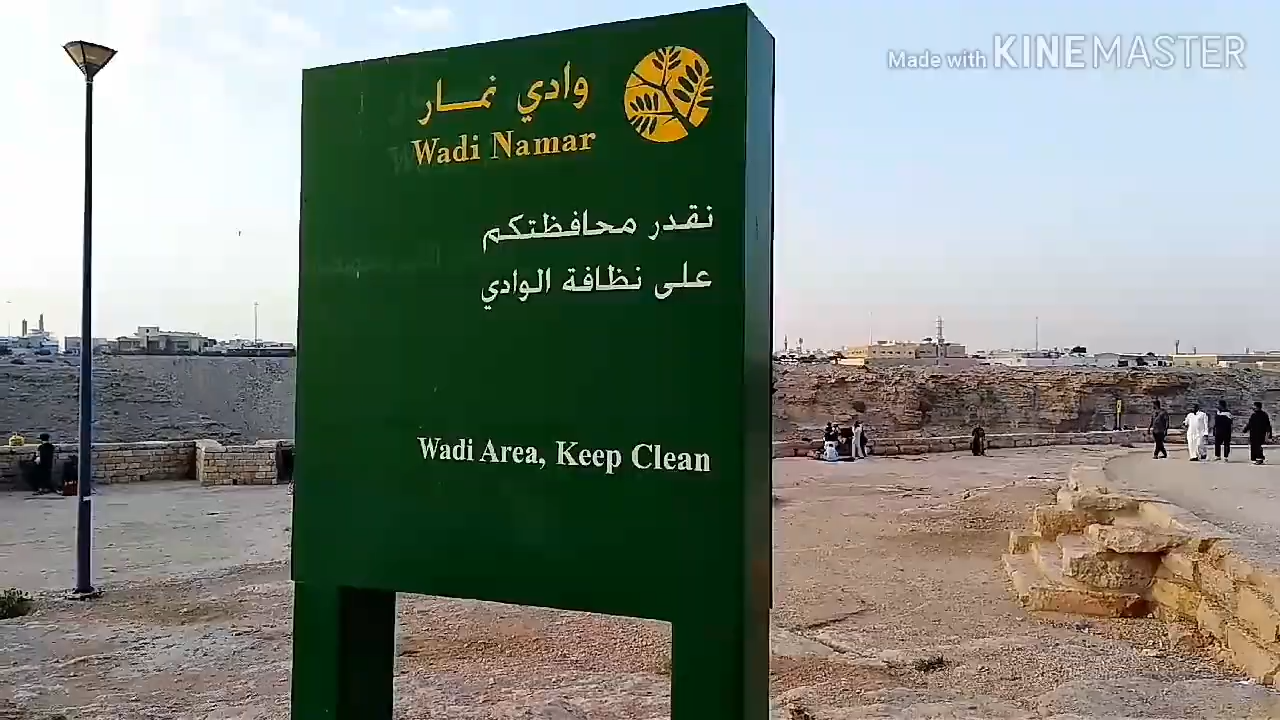 Made with KINEMASTER
وادي نمار
Wadi Namar
نقدر محافظتكم
على نظافة الوادي
Wadi Area, Keep Clean